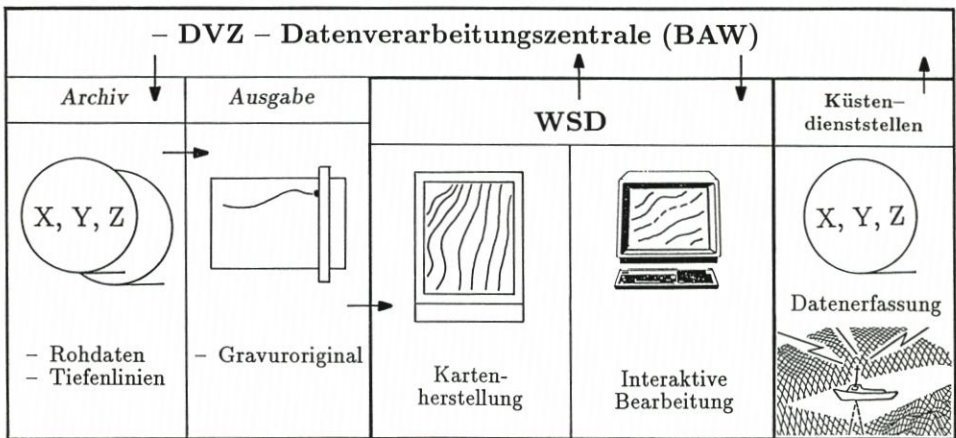 – DVZ – Datenverarbeitungszentrale (BAW)
Archiv
X, Y, Z
– Rohdaten
– Tiefenlinien
Ausgabe
– Gravuroriginal
WSD
Karten-
herstellung
Interaktive
Bearbeitung
Küsten–
dienststellen
X, Y, Z
Datenerfassung